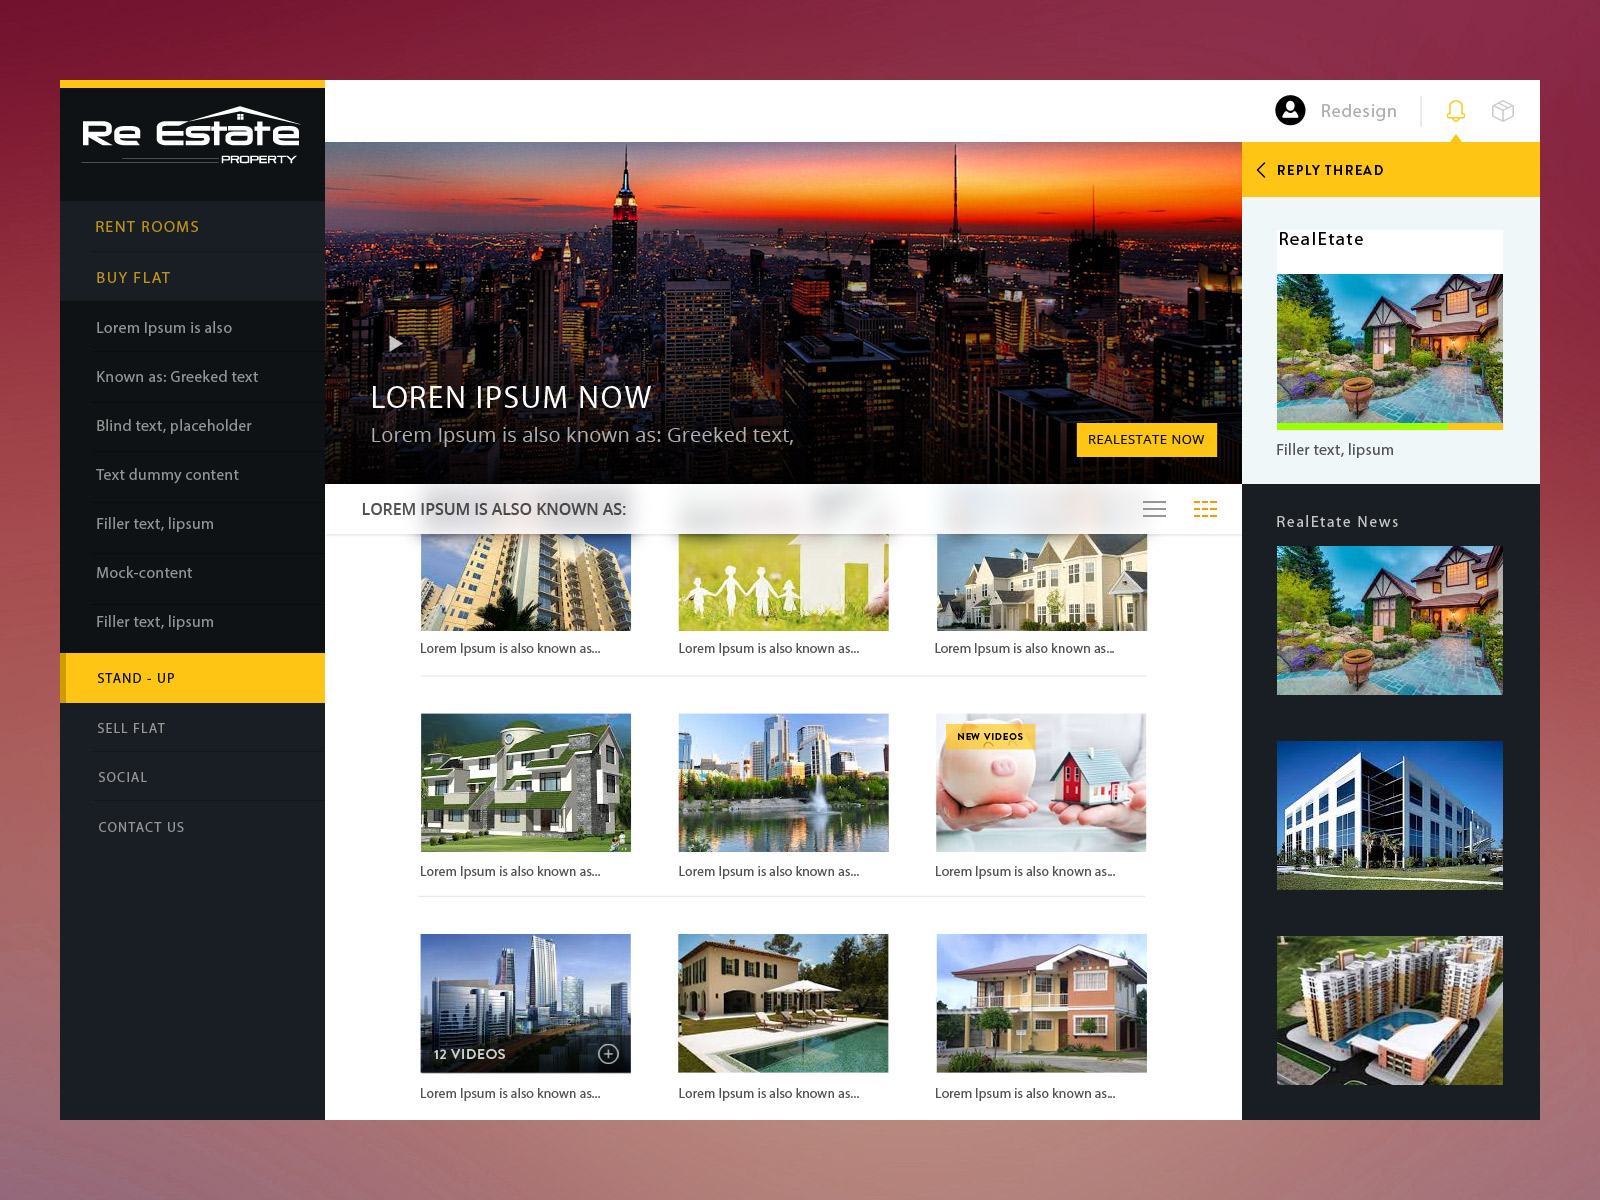 Re Estate
PROPERTY
RENT ROOMS
BUY FLAT
Lorem Ipsum is also
Known as: Greeked text
Blind text, placeholder
Text dummy content
Filler text, lipsum
Mock-content
Filler text, lipsum
STAND - UP
SELL FLAT
SOCIAL
CONTACT US
Redesign
LOREN IPSUM NOW
Lorem Ipsum is also known as: Greeked text,
REALESTATE NOW
LOREM IPSUM IS ALSO KNOWN AS:
Lorem Ipsum is also known as...
Lorem Ipsum is also known as...
Lorem Ipsum is also known as...
NEW VIDEOS
Lorem Ipsum is also known as...
Lorem Ipsum is also known as...
Lorem Ipsum is also known as...
12 VIDEOS
Lorem Ipsum is also known as...
Lorem Ipsum is also known as...
Lorem Ipsum is also known as...
REPLY THREAD
RealEtate
Filler text, lipsum
RealEtate News